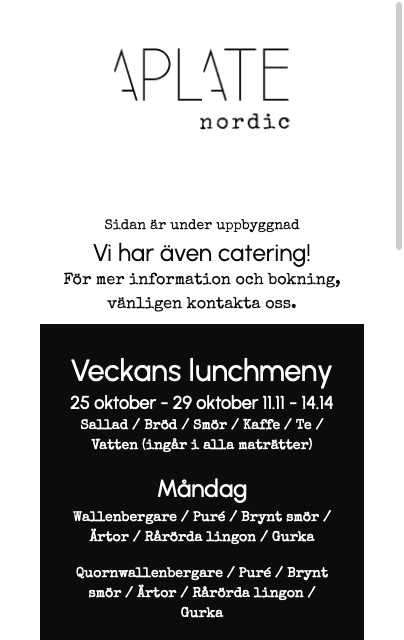 APLATE
nordic
Sidan är under uppbyggnad
Vi har även catering!
För mer information och bokning,
vänligen kontakta oss.
Veckans lunchmeny
25 oktober - 29 oktober 11.11 - 14.14
Sallad / Bröd / Smör / Kaffe / Te /
Vatten (ingår i alla maträtter)
Måndag
Wallenbergare / Puré / Brynt smör /
Ärtor / Rårörda lingon / Gurka
Quornwallenbergare / Puré / Brynt
smör / Ärtor / Rårörda lingon /
Gurka